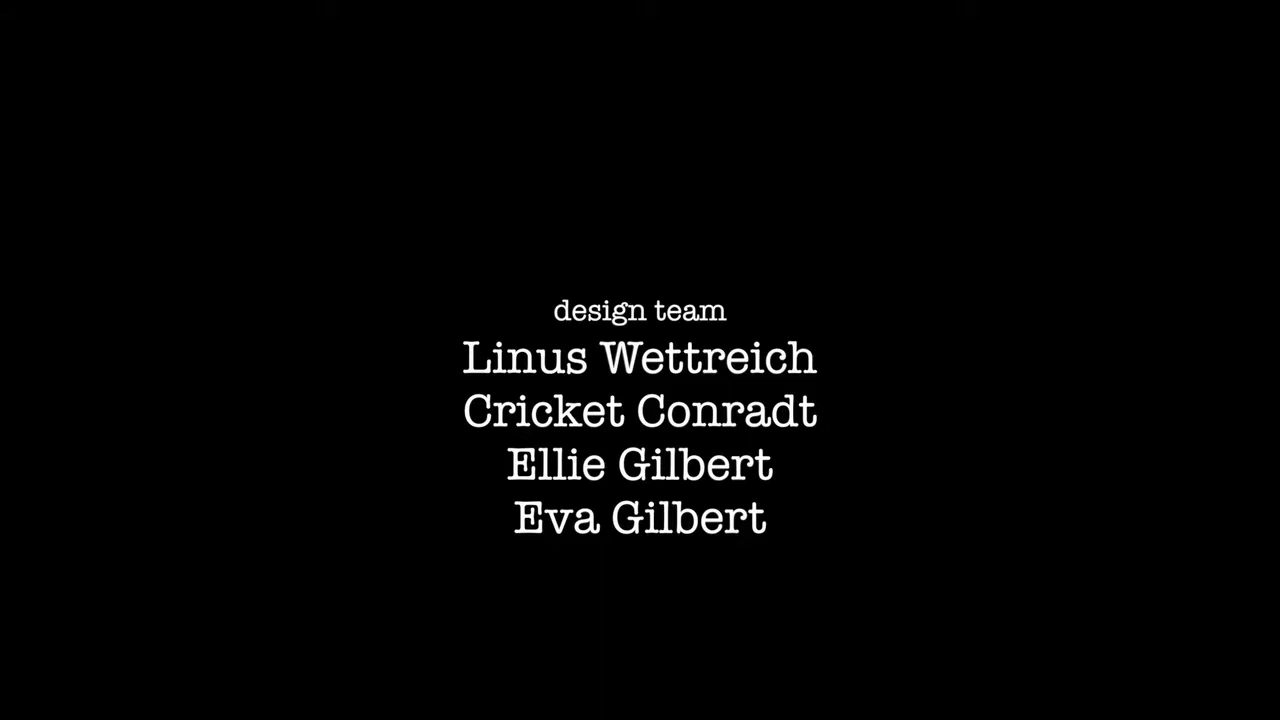 design team
Linus Wettreich
Cricket Conradt
Ellie Gilbert
Eva Gilbert